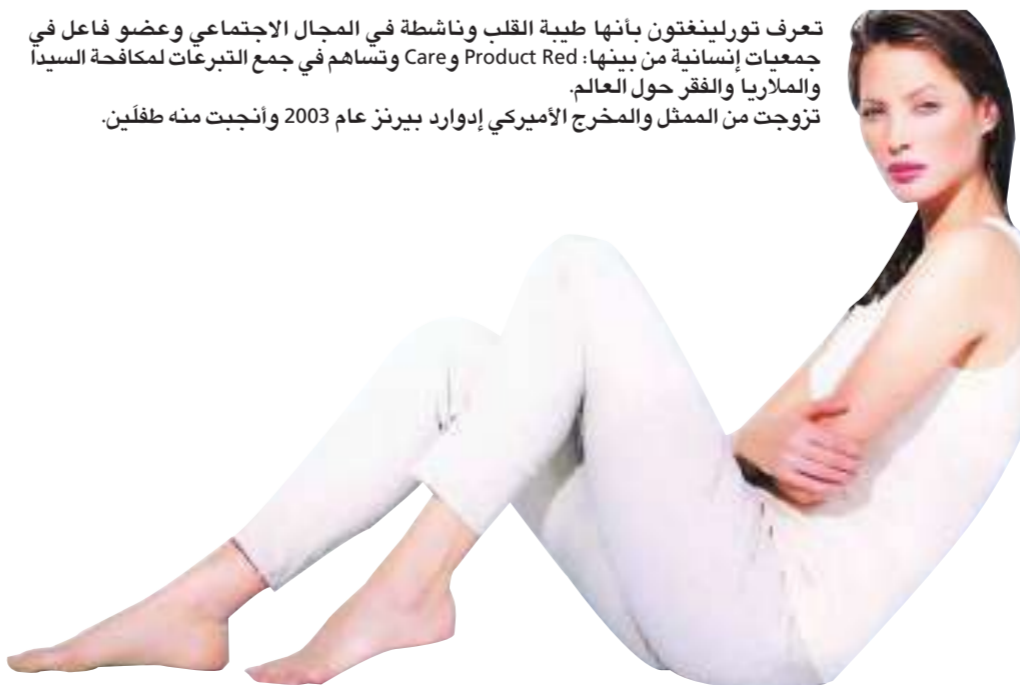 تعرف تورلينغتون بأنها طيبة القلب وناشطة في المجال الاجتماعي وعضو فاعل في
جمعيات إنسانية من بينها: Product Red وCare وتساهم في جمع التبرعات لمكافحة السيدا
والملاريا والفقر حول العالم.
تزوجت من الممثل والمخرج الأميركي إدوارد بيرنز عام 2003 وأنجبت منه طفلَين.